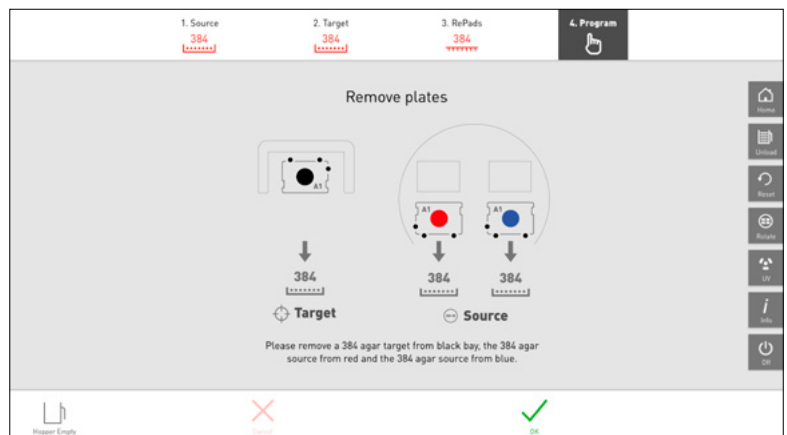 1. Source
384
2. Target
384
3. RePads
384
4. Program
Remove plates
A1
A1
A1
384
384
384
Target
Source
Please remove a 384 agar target from black bay, the 384 agar
source from red and the 384 agar source from blue.
Home
Unload
Reset
Rotate
UV
i
Info
Off
Hopper Empty
Cancel
OK